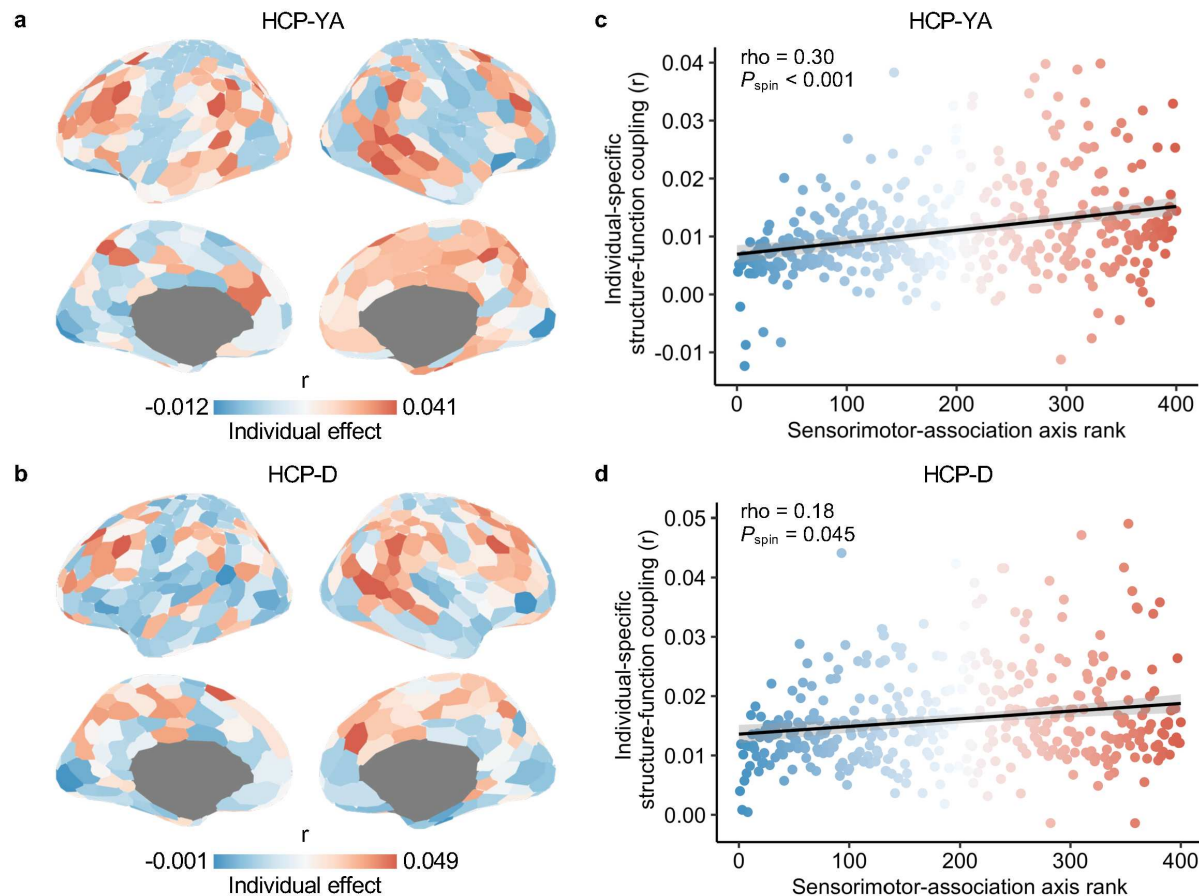 a
HCP-YA
r
-0.012
0.041
Individual effect
b
HCP-D
r
-0.001
0.049
Individual effect
c
HCP-YA
rho = 0.30
Pspin < 0.001
Individual-specific
structure-function coupling (r)
0.04
0.03
0.02
0.01
0.00
-0.01
0
100
200
300
400
Sensorimotor-association axis rank
d
HCP-D
rho = 0.18
Pspin = 0.045
Individual-specific
structure-function coupling (r)
0.05
0.04
0.03
0.02
0.01
0.00
0
100
200
300
400
Sensorimotor-association axis rank